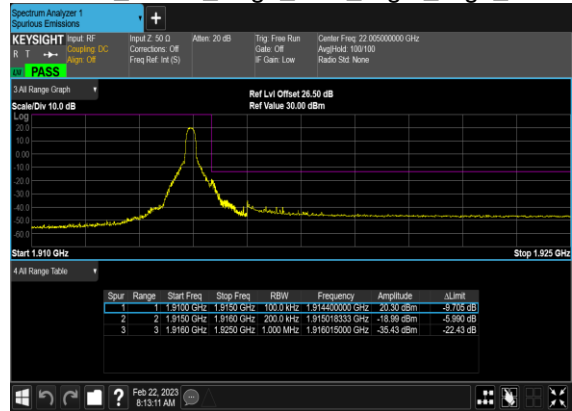 Spectrum Analyzer 1
Spurious Emissions
+
KEYSIGHT
R T
LW PASS
Input: RF
Coupling: DC
Align: Off
Input Z: 50 Ω
Corrections: Off
Freq Ref: Int (S)
Atten: 20 dB
Trig: Free Run
Gate: Off
IF Gain: Low
Center Freq: 22.005000000 GHz
Avg|Hold: 100/100
Radio Std: None
3 All Range Graph
Scale/Div 10.0 dB
Ref Lvl Offset 26.50 dB
Ref Value 30.00 dBm
Log
20.0
10.0
0.00
-10.0
-20.0
-30.0
-40.0
-50.0
-60.0
Start 1.910 GHz
Stop 1.925 GHz
4 All Range Table
Spur Range Start Freq Stop Freq RBW Frequency Amplitude ΔLimit
1 1 1.9100 GHz 1.9150 GHz 100.0 kHz 1.914400000 GHz 20.30 dBm -9.705 dB
2 2 1.9150 GHz 1.9160 GHz 200.0 kHz 1.915018333 GHz -18.99 dBm -5.990 dB
3 3 1.9160 GHz 1.9250 GHz 1.000 MHz 1.916015000 GHz -35.43 dBm -22.43 dB
?
Feb 22, 2023
8:13:11 AM